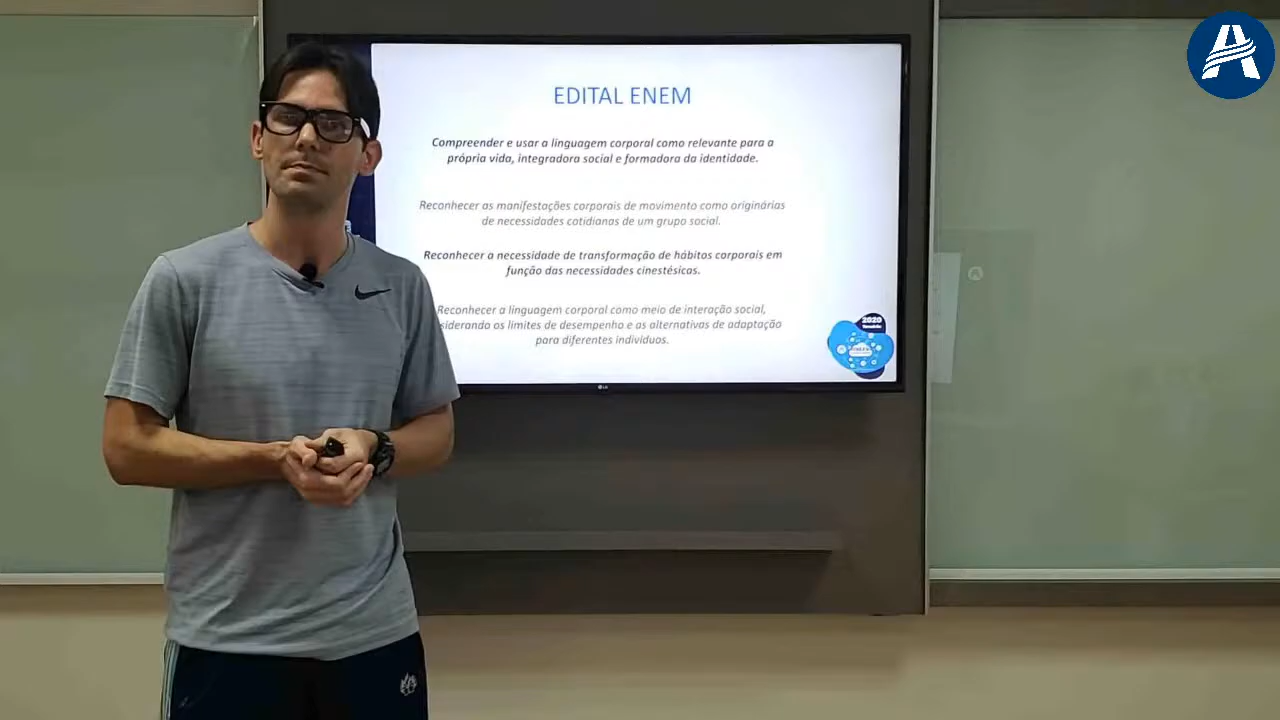 EDITAL ENEM
Compreender e usar a linguagem corporal como relevante para a
própria vida, integradora social e formadora da identidade.
Reconhecer as manifestações corporais de movimento como originárias
de necessidades cotidianas de um grupo social.
Reconhecer a necessidade de transformação de hábitos corporais em
função das necessidades cinestésicas.
Reconhecer a linguagem corporal como meio de interação social,
siderando os limites de desempenho e as alternativas de adaptação
para diferentes indivíduos.
2020
LG